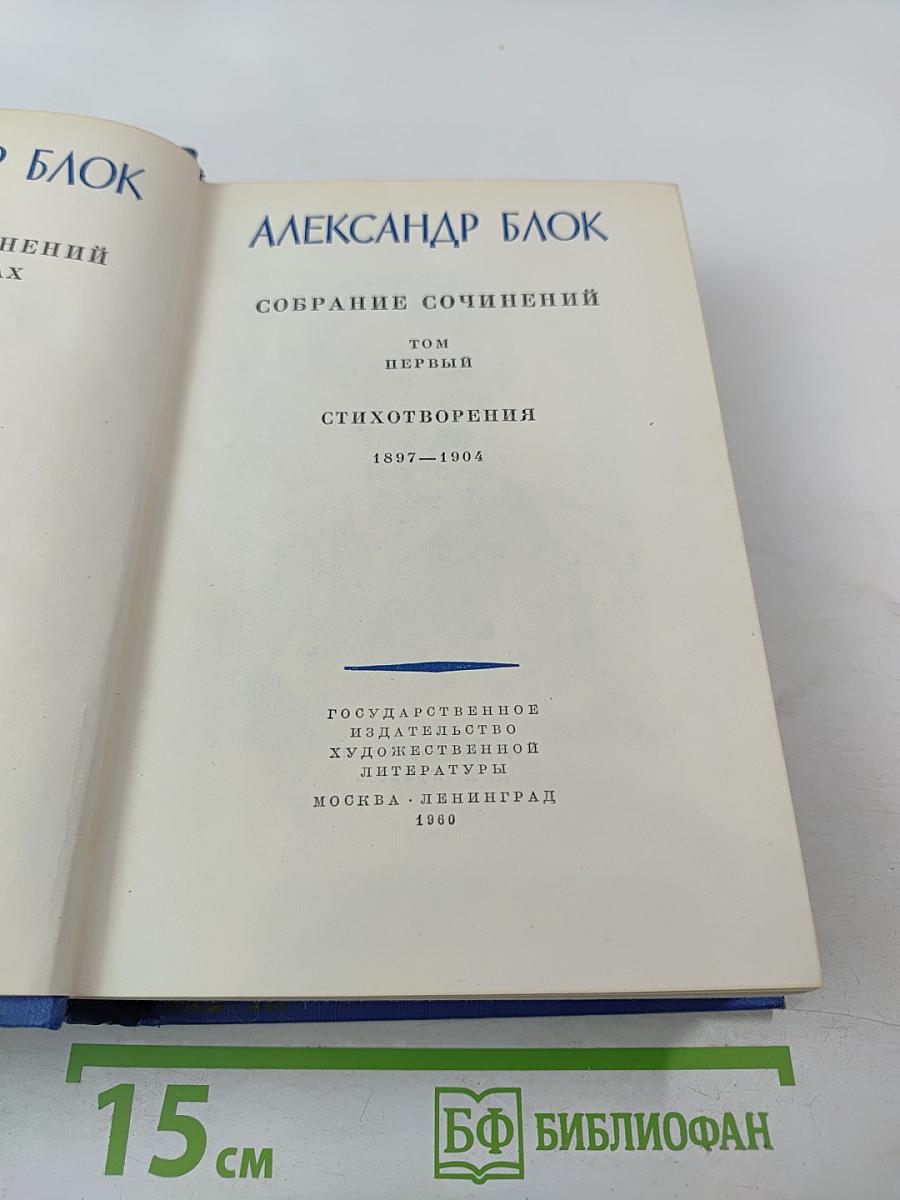 Р БЛОК
НЕНИЙ
АХ
АЛЕКСАНДР БЛОК
СОБРАНИЕ СОЧИНЕНИЙ
ТОМ
ПЕРВЫЙ
СТИХОТВОРЕНИЯ
1897—1904
ГОСУДАРСТВЕННОЕ
ИЗДАТЕЛЬСТВО
ХУДОЖЕСТВЕННОЙ
ЛИТЕРАТУРЫ
МОСКВА · ЛЕНИНГРАД
1960
15 см
БФ БИБЛИОФАН